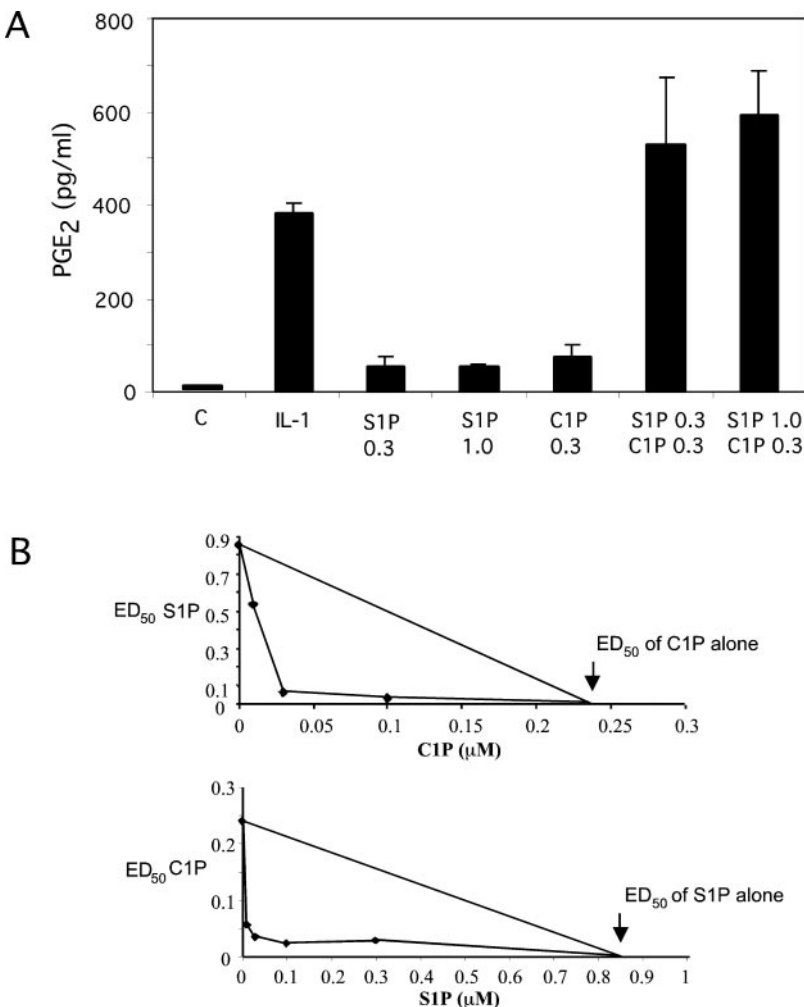 A
PGE2 (pg/ml)
800
600
400
200
0
C
IL-1
S1P
0.3
S1P
1.0
C1P
0.3
S1P 0.3
C1P 0.3
S1P 1.0
C1P 0.3
B
ED50 S1P
0.9
0.7
0.5
0.3
0.1
0
ED50 of C1P alone
0 0.05 0.1 0.15 0.2 0.25 0.3
C1P (μM)
ED50 C1P
0.3
0.2
0.1
0
ED50 of S1P alone
0 0.1 0.2 0.3 0.4 0.5 0.6 0.7 0.8 0.9 1
S1P (μM)